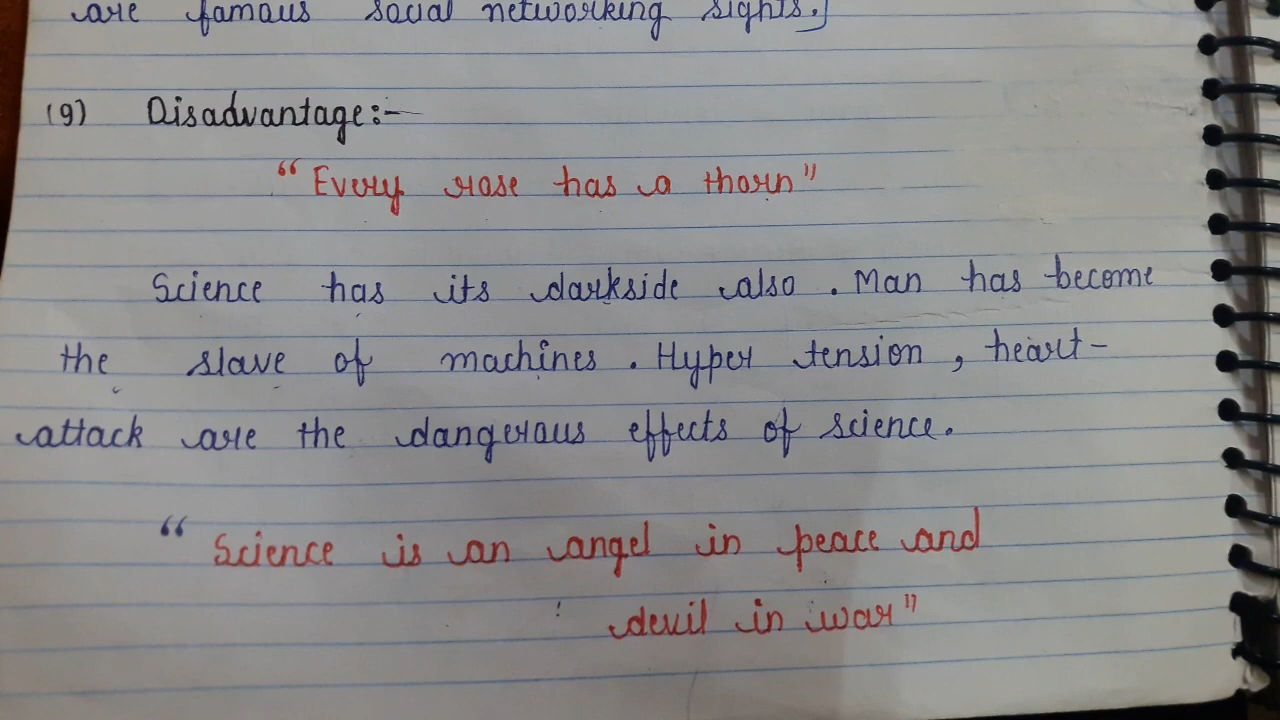 are famous social networking sights.]
(9) Disadvantage:-
"Every rose has a thorn"
Science has its darkside also. Man has become
the slave of machines. Hyper tension, heart-
attack are the dangerous effects of science.
"Science is an angel in peace and
devil in war"